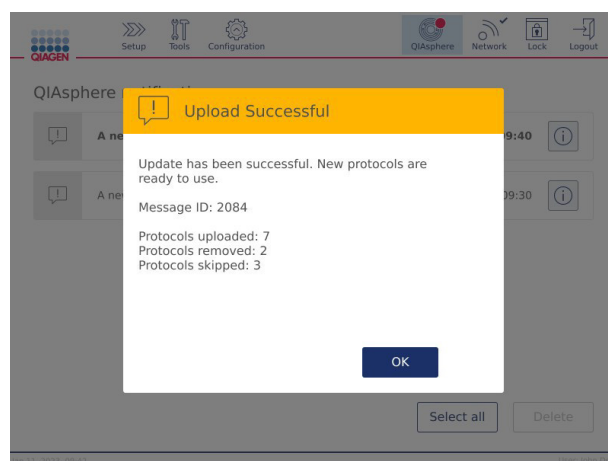 Setup Tools Configuration QIAsphere Network Lock Logout
QIAGEN
QIAsphere
Upload Successful
A ne
9:40
Update has been successful. New protocols are
ready to use.
A ne
09:30
Message ID: 2084
Protocols uploaded: 7
Protocols removed: 2
Protocols skipped: 3
OK
Select all Delete